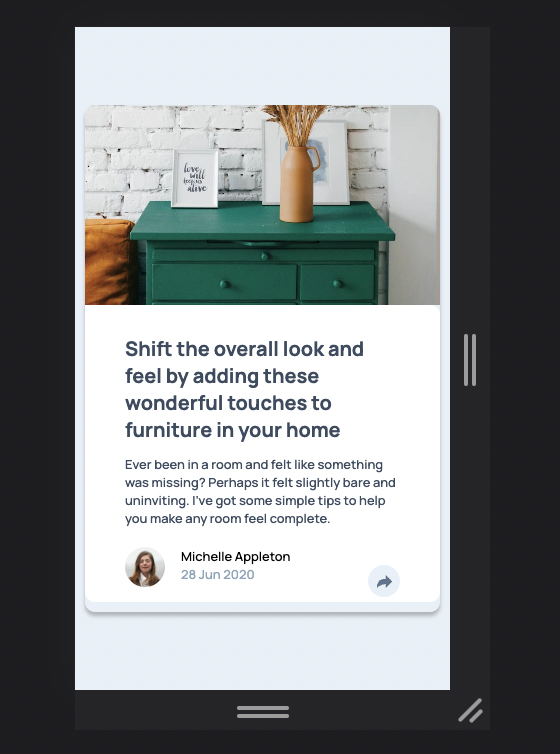 love
will
keep us
alive
Shift the overall look and
feel by adding these
wonderful touches to
furniture in your home
Ever been in a room and felt like something
was missing? Perhaps it felt slightly bare and
uninviting. I've got some simple tips to help
you make any room feel complete.
Michelle Appleton
28 Jun 2020